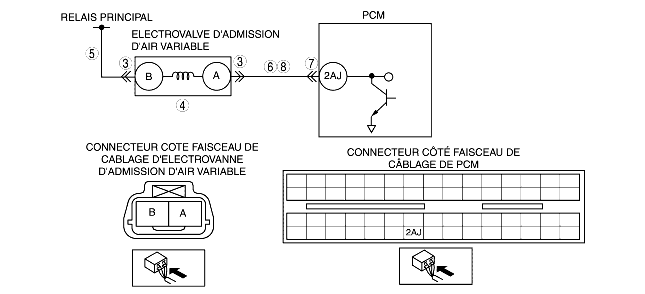 RELAIS PRINCIPAL
PCM
ELECTROVALVE D'ADMISSION
D'AIR VARIABLE
5
3
B
A
3
6 8
7
2AJ
4
CONNECTEUR COTE FAISCEAU DE
CABLAGE D'ELECTROVANNE
D'ADMISSION D'AIR VARIABLE
B A
CONNECTEUR CÔTÉ FAISCEAU DE
CÂBLAGE DE PCM
2AJ